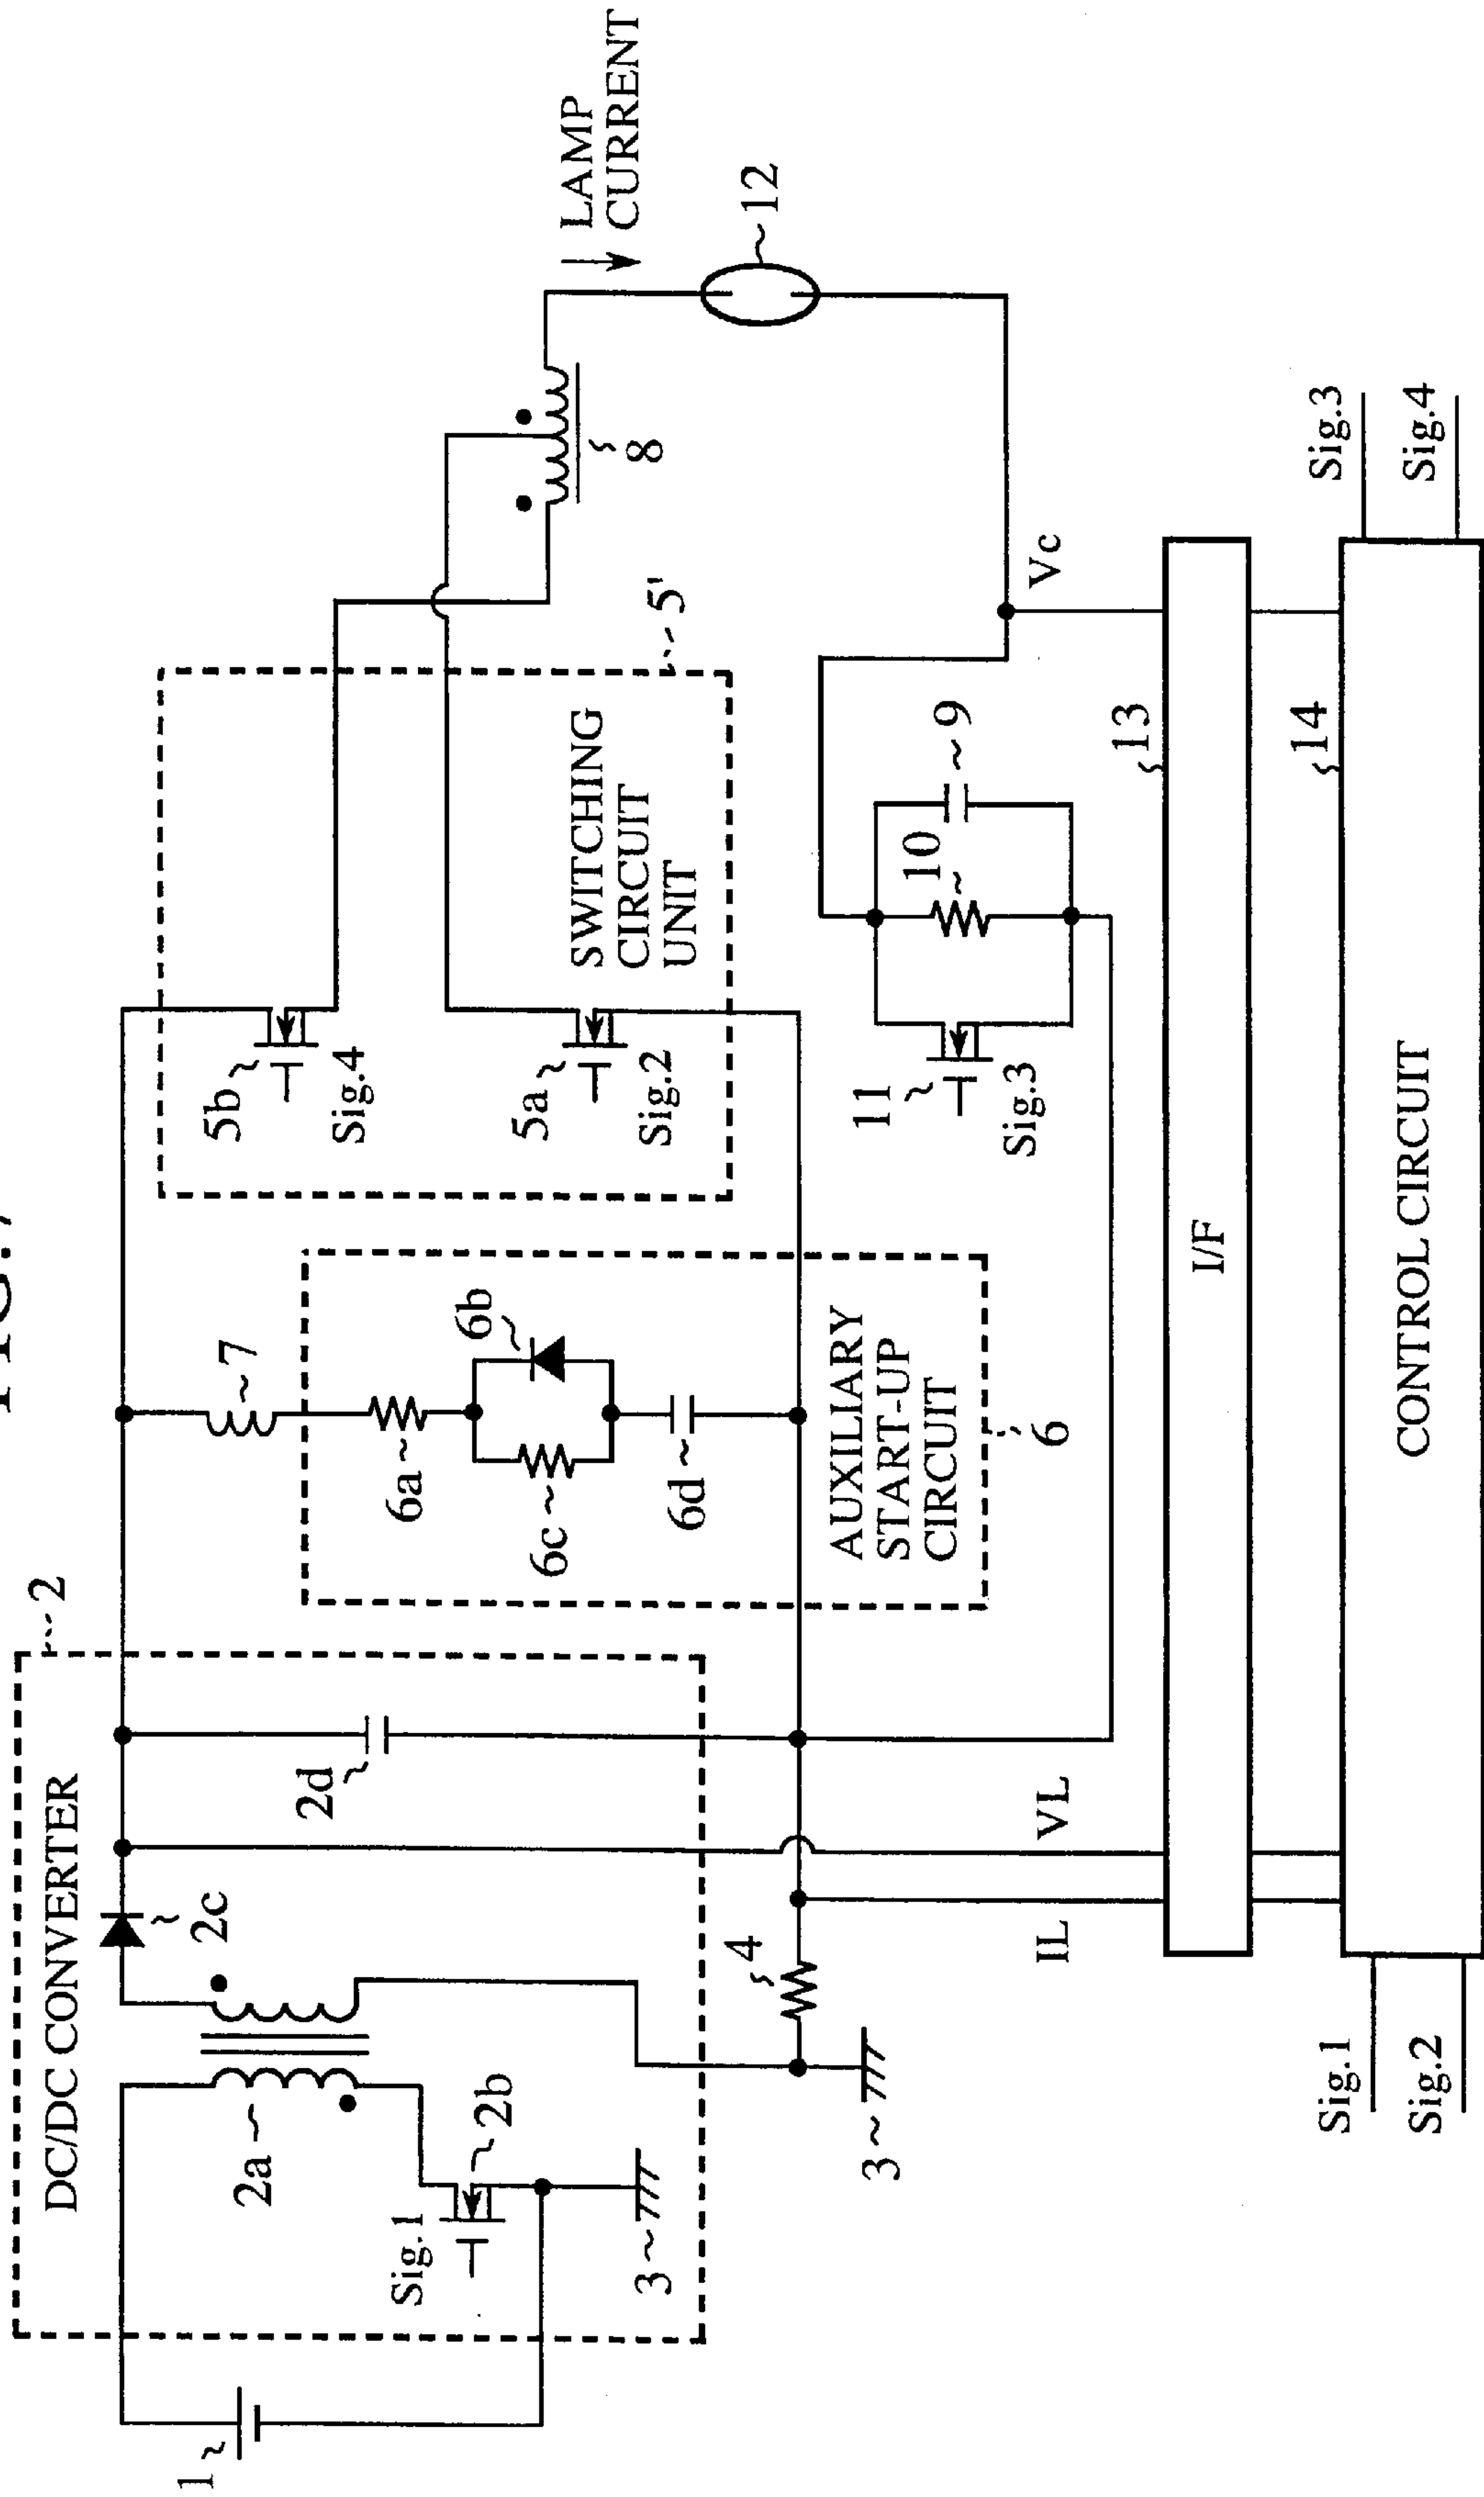 DC/DC CONVERTER
2
1
2a
2c
2d
Sig.1
2b
3
3
4
IL
VL
7
6a
6b
6c
6d
AUXILIARY
START-UP
CIRCUIT
6
5b
Sig.4
5a
Sig.2
SWITCHING
CIRCUIT
UNIT
5'
8
LAMP
CURRENT
12
11
Sig.3
10
9
Vc
13
I/F
14
CONTROL CIRCUIT
Sig.1
Sig.2
Sig.3
Sig.4